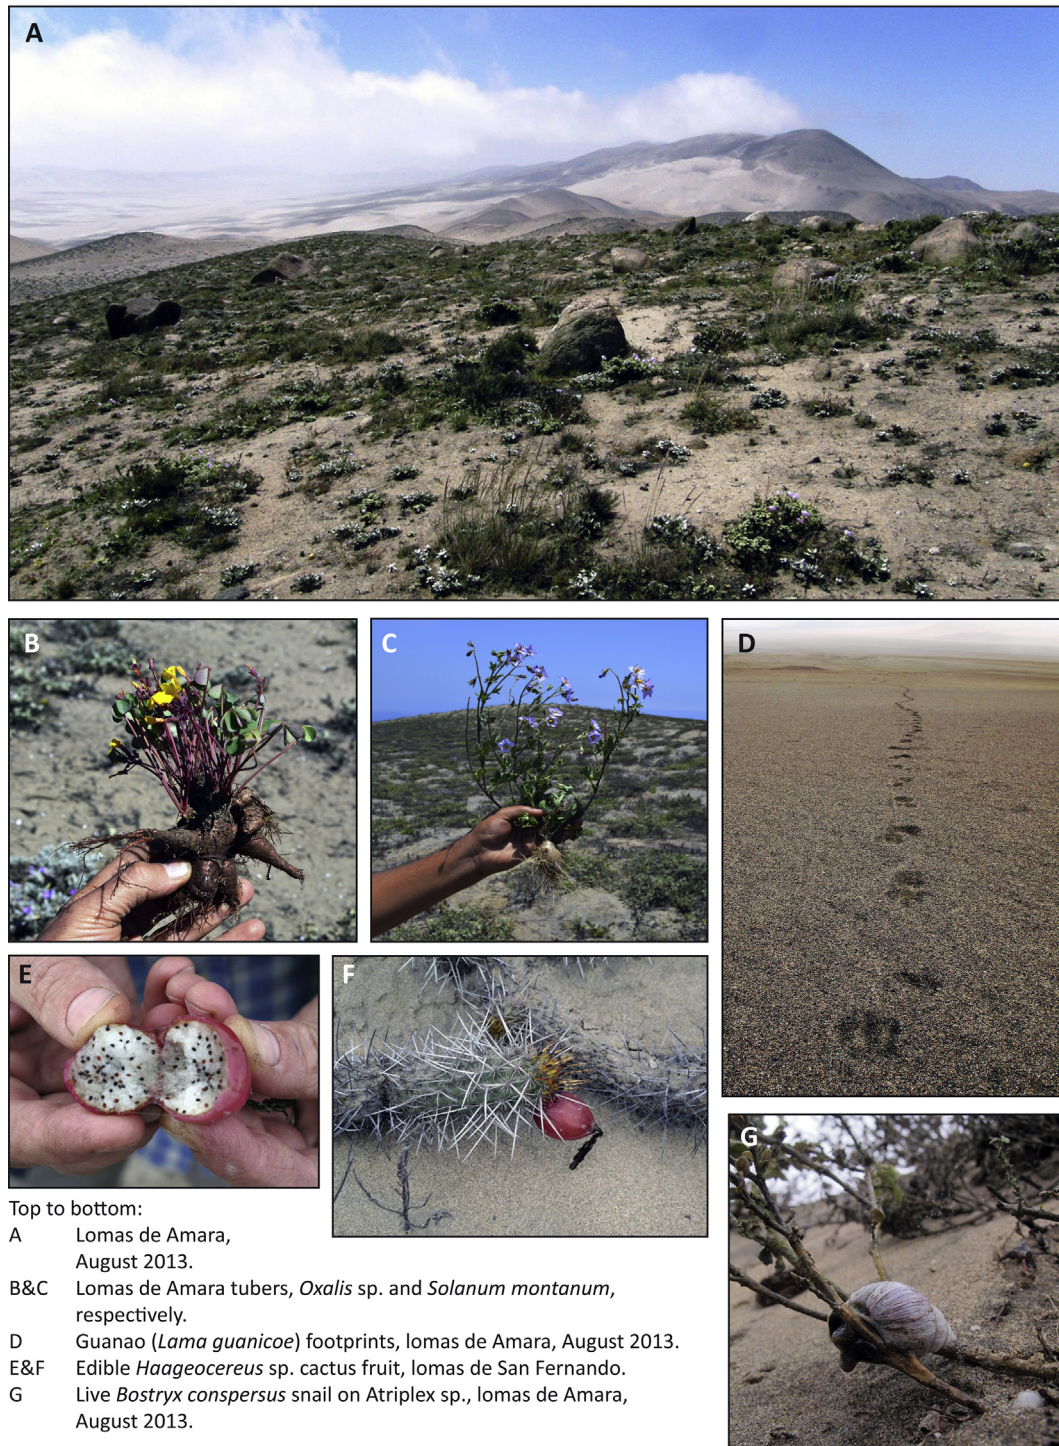 A
B
C
D
E
F
G
Top to bottom:
A Lomas de Amara,
August 2013.
B&C Lomas de Amara tubers, Oxalis sp. and Solanum montanum,
respectively.
D Guanao (Lama guanicoe) footprints, lomas de Amara, August 2013.
E&F Edible Haageocereus sp. cactus fruit, lomas de San Fernando.
G Live Bostryx conspersus snail on Atriplex sp., lomas de Amara,
August 2013.